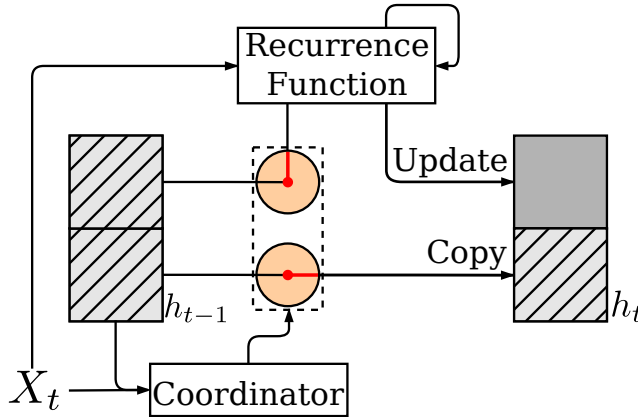 Recurrence
Function
Update
Copy
h_{t-1}
h_t
X_t
Coordinator